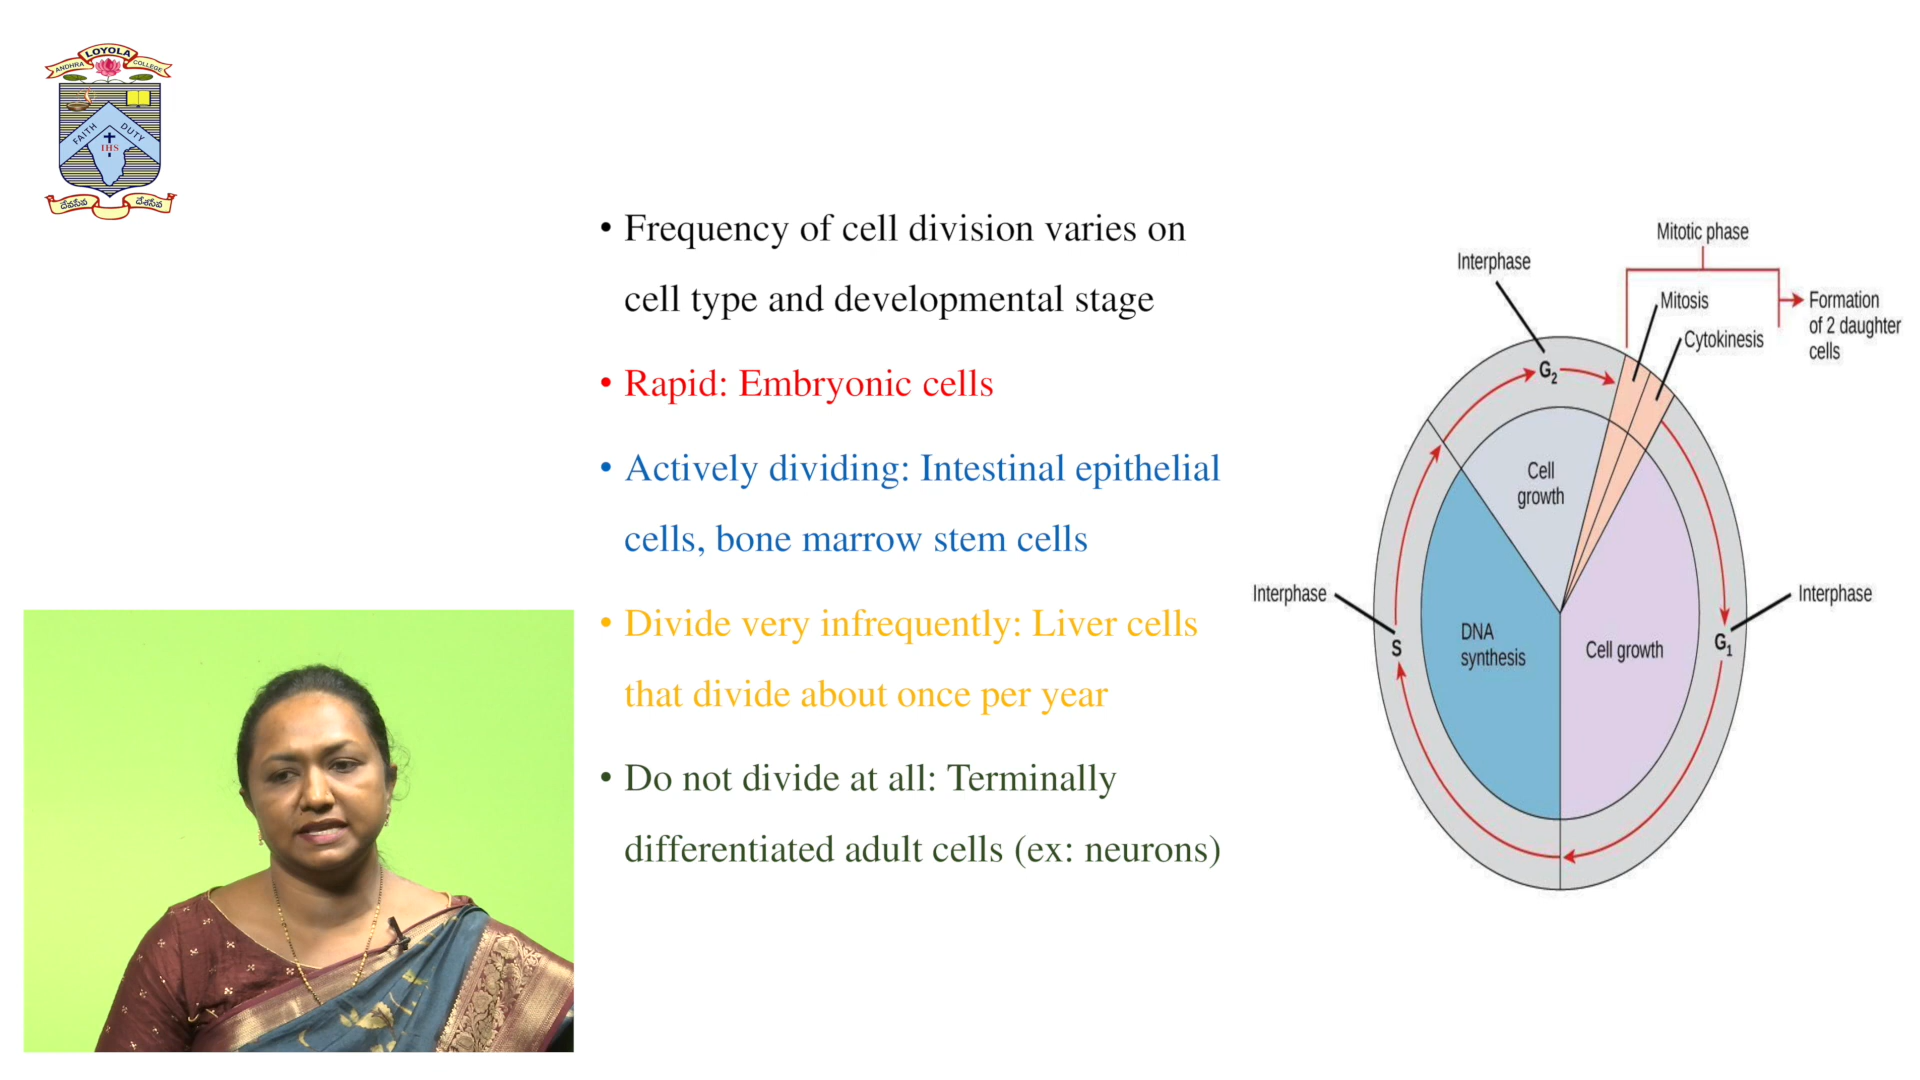 LOYOLA
ANDHRA
COLLEGE
FAITH
DUTY
IHS
దేవసేవ
దేశసేవ
• Frequency of cell division varies on
cell type and developmental stage
• Rapid: Embryonic cells
• Actively dividing: Intestinal epithelial
cells, bone marrow stem cells
• Divide very infrequently: Liver cells
that divide about once per year
• Do not divide at all: Terminally
differentiated adult cells (ex: neurons)
Mitotic phase
Interphase
Mitosis
Cytokinesis
Formation
of 2 daughter
cells
G₂
Cell
growth
Interphase
S
DNA
synthesis
Cell growth
G₁
Interphase